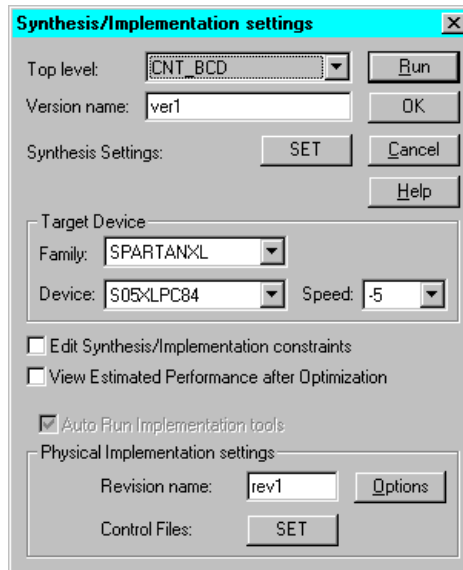 Synthesis/Implementation settings
Top level: CNT_BCD Run
Version name: ver1 OK
Synthesis Settings: SET Cancel
Help
Target Device
Family: SPARTANXL
Device: S05XLPC84 Speed: -5
Edit Synthesis/Implementation constraints
View Estimated Performance after Optimization
Auto Run Implementation tools
Physical Implementation settings
Revision name: rev1 Options
Control Files: SET